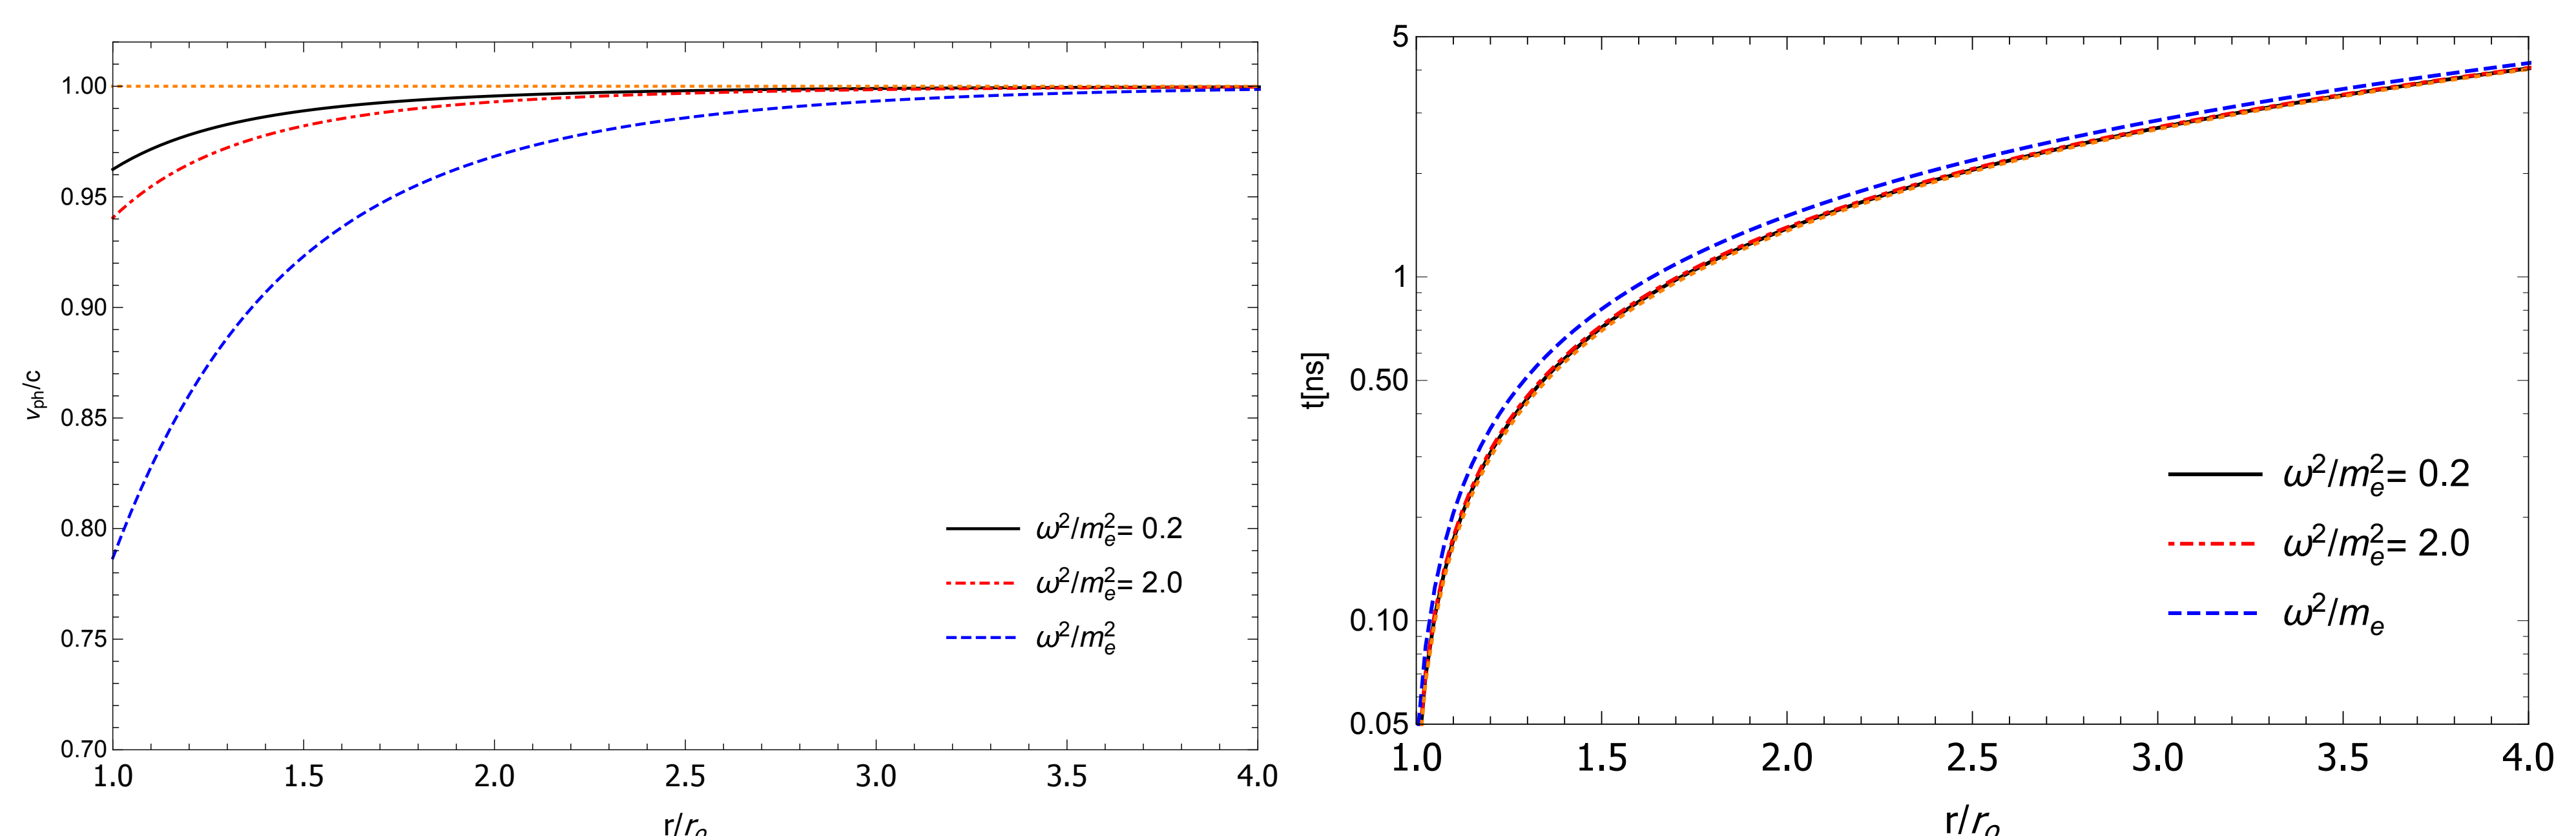 1.00
0.95
0.90
0.85
0.80
0.75
0.70
v_ph/c
1.0 1.5 2.0 2.5 3.0 3.5 4.0
r/r_o
ω²/m_e²= 0.2
ω²/m_e²= 2.0
ω²/m_e²
5
1
0.50
0.10
0.05
t[ns]
1.0 1.5 2.0 2.5 3.0 3.5 4.0
r/r_o
ω²/m_e²= 0.2
ω²/m_e²= 2.0
ω²/m_e